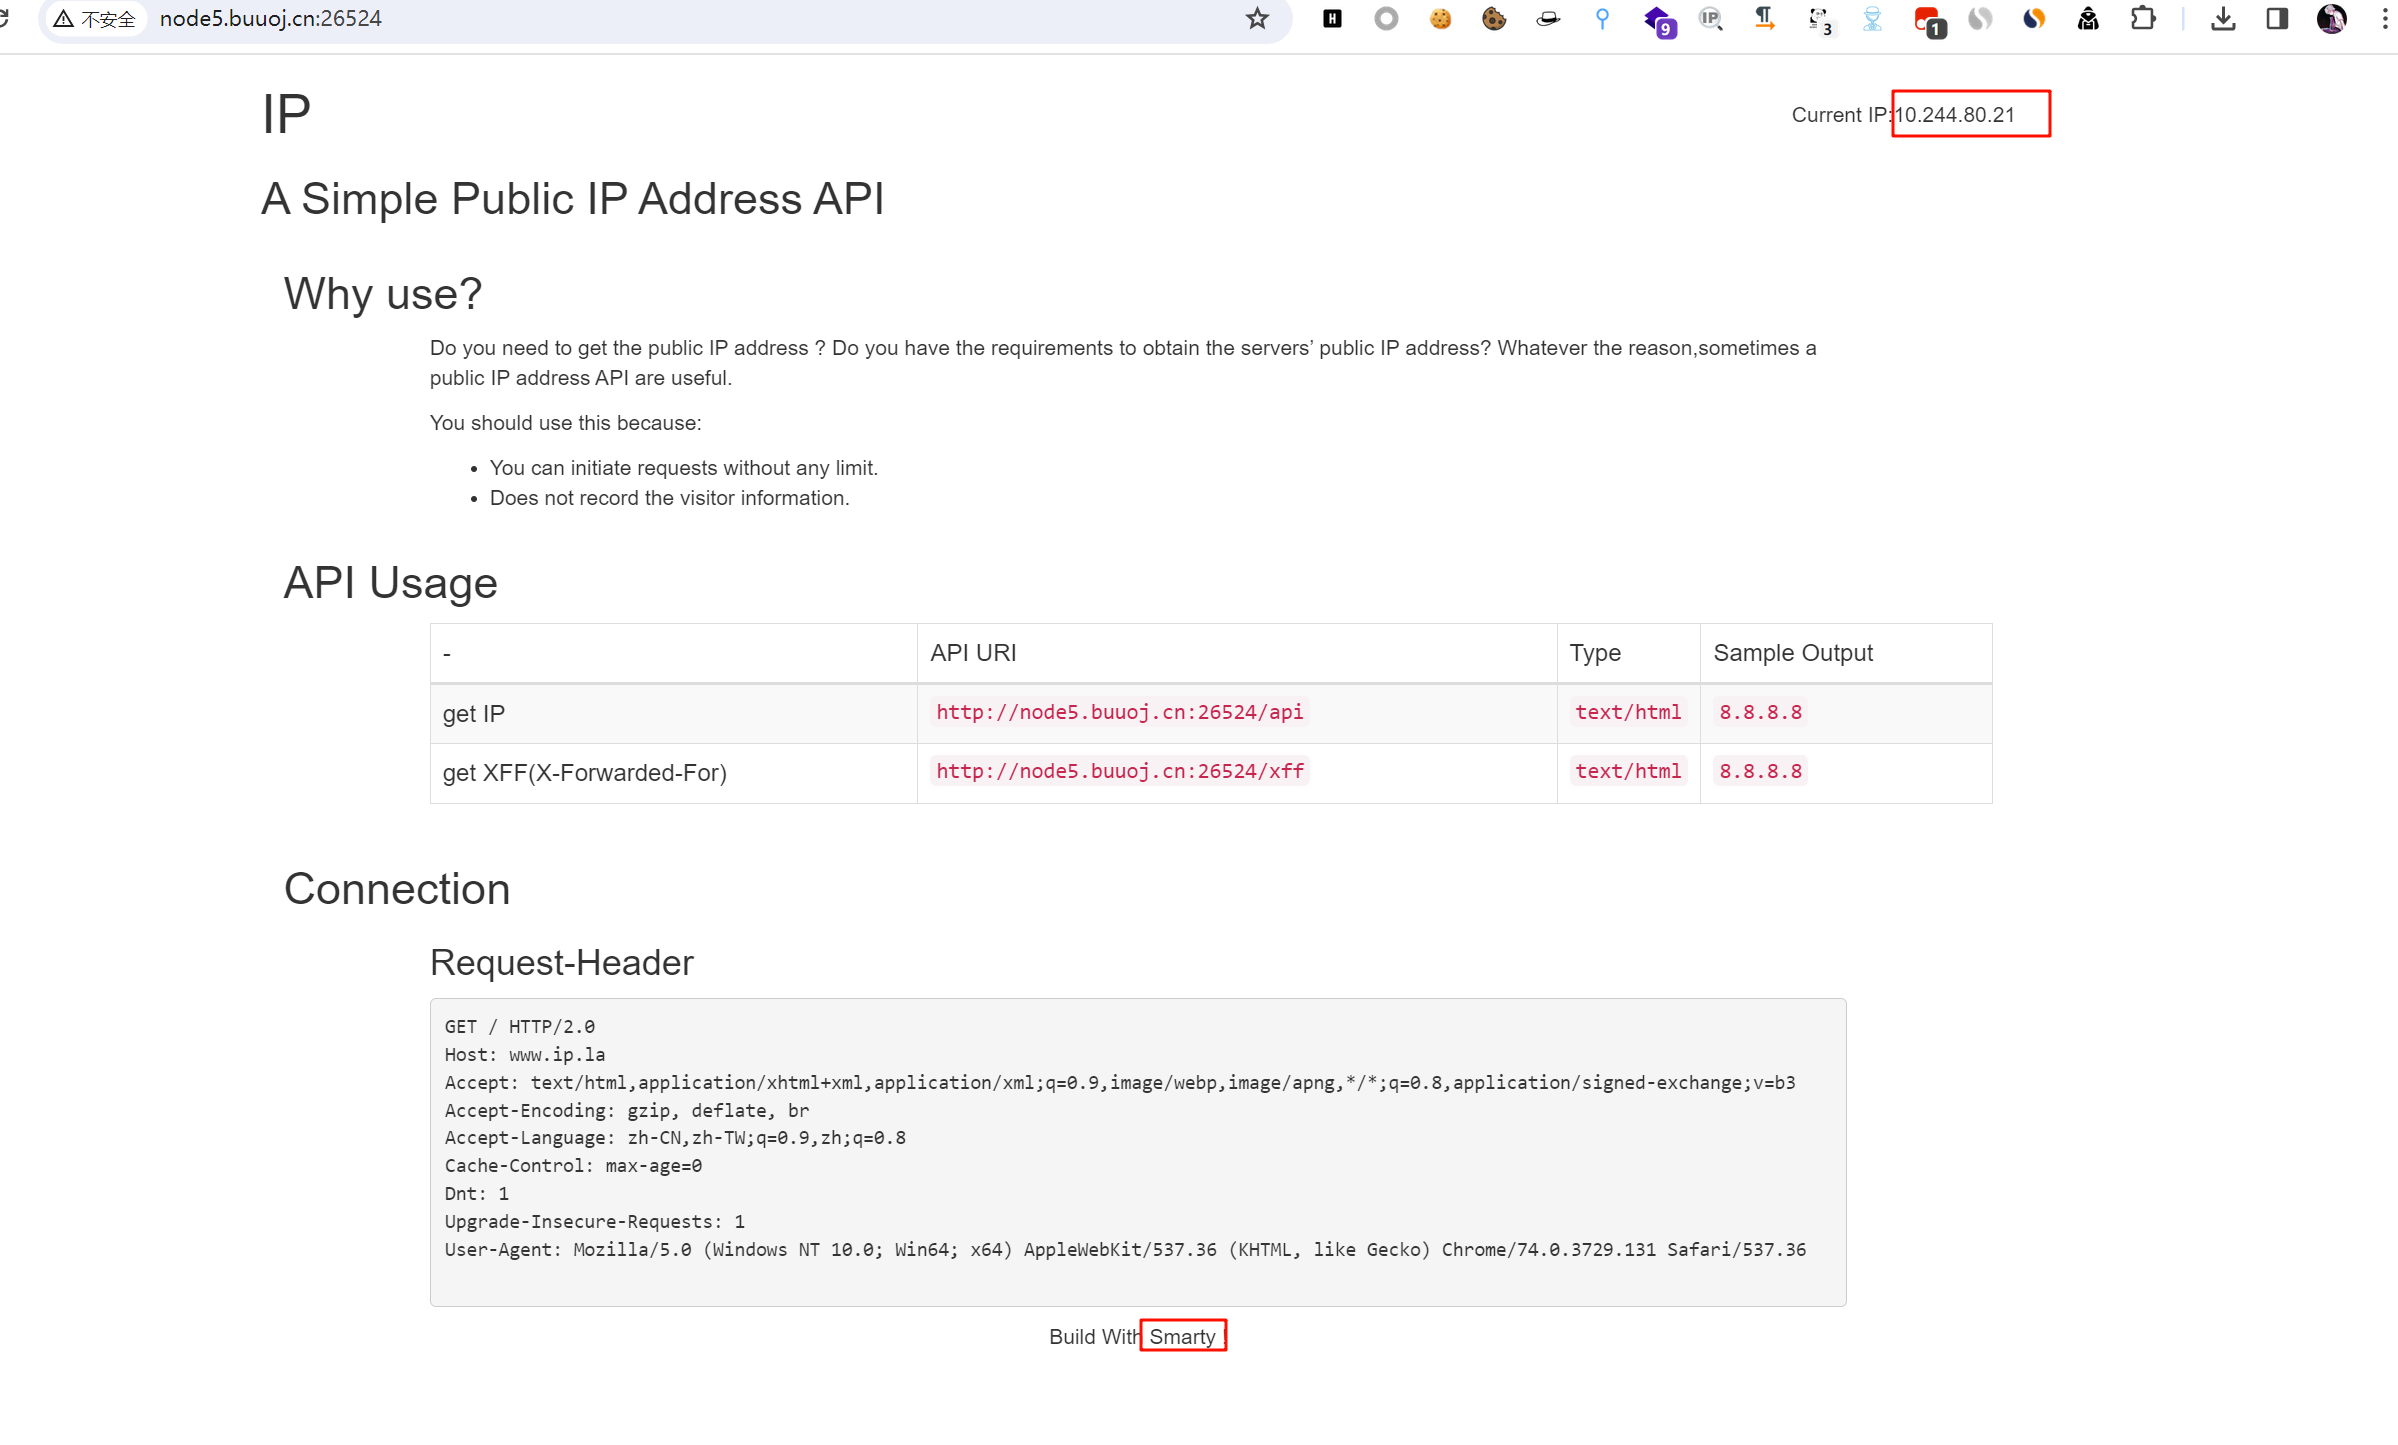 不安全 node5.buuoj.cn:26524
H
9
IP
3
1
IP
Current IP:10.244.80.21
A Simple Public IP Address API
Why use?
Do you need to get the public IP address ? Do you have the requirements to obtain the servers’ public IP address? Whatever the reason,sometimes a
public IP address API are useful.
You should use this because:
• You can initiate requests without any limit.
• Does not record the visitor information.
API Usage
- API URI Type Sample Output
get IP http://node5.buuoj.cn:26524/api text/html 8.8.8.8
get XFF(X-Forwarded-For) http://node5.buuoj.cn:26524/xff text/html 8.8.8.8
Connection
Request-Header
GET / HTTP/2.0
Host: www.ip.la
Accept: text/html,application/xhtml+xml,application/xml;q=0.9,image/webp,image/apng,*/*;q=0.8,application/signed-exchange;v=b3
Accept-Encoding: gzip, deflate, br
Accept-Language: zh-CN,zh-TW;q=0.9,zh;q=0.8
Cache-Control: max-age=0
Dnt: 1
Upgrade-Insecure-Requests: 1
User-Agent: Mozilla/5.0 (Windows NT 10.0; Win64; x64) AppleWebKit/537.36 (KHTML, like Gecko) Chrome/74.0.3729.131 Safari/537.36
Build With Smarty !